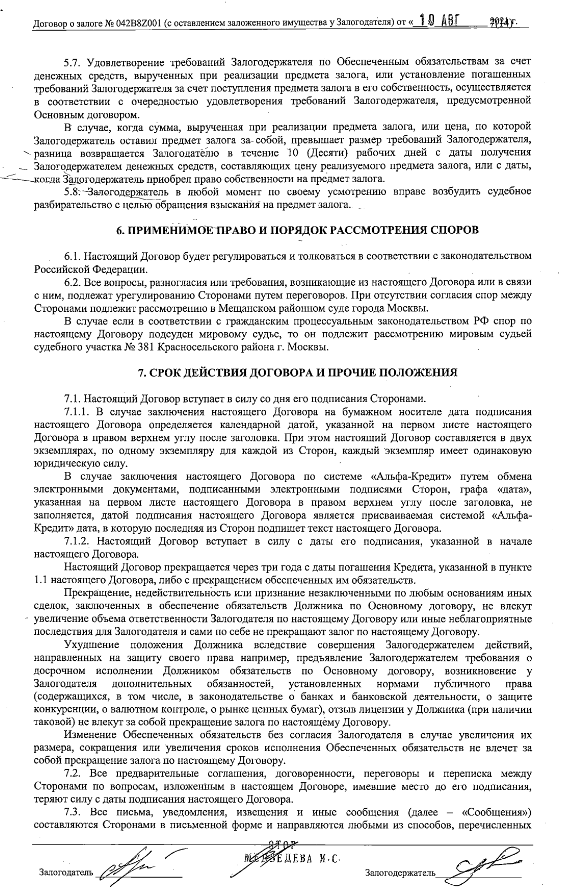 Договор о залоге № 042B8Z001 (с оставлением заложенного имущества у Залогодателя) от «10 АВГ 2024г.
5.7. Удовлетворение требований Залогодержателя по Обеспеченным обязательствам за счет
денежных средств, вырученных при реализации предмета залога, или установление погашенных
требований Залогодержателя за счет поступления предмета залога в его собственность, осуществляется
в соответствии с очередностью удовлетворения требований Залогодержателя, предусмотренной
Основным договором.
В случае, когда сумма, вырученная при реализации предмета залога, или цена, по которой
Залогодержатель оставил предмет залога за собой, превышает размер требований Залогодержателя,
разница возвращается Залогодателю в течение 10 (Десяти) рабочих дней с даты получения
Залогодержателем денежных средств, составляющих цену реализуемого предмета залога, или с даты,
когда Залогодержатель приобрел право собственности на предмет залога.
5.8. Залогодержатель в любой момент по своему усмотрению вправе возбудить судебное
разбирательство с целью обращения взыскания на предмет залога.
6. ПРИМЕНИМОЕ ПРАВО И ПОРЯДОК РАССМОТРЕНИЯ СПОРОВ
6.1. Настоящий Договор будет регулироваться и толковаться в соответствии с законодательством
Российской Федерации.
6.2. Все вопросы, разногласия или требования, возникающие из настоящего Договора или в связи
с ним, подлежат урегулированию Сторонами путем переговоров. При отсутствии согласия спор между
Сторонами подлежит рассмотрению в Мещанском районном суде города Москвы.
В случае если в соответствии с гражданским процессуальным законодательством РФ спор по
настоящему Договору подсуден мировому судье, то он подлежит рассмотрению мировым судьей
судебного участка № 381 Красносельского района г. Москвы.
7. СРОК ДЕЙСТВИЯ ДОГОВОРА И ПРОЧИЕ ПОЛОЖЕНИЯ
7.1. Настоящий Договор вступает в силу со дня его подписания Сторонами.
7.1.1. В случае заключения настоящего Договора на бумажном носителе дата подписания
настоящего Договора определяется календарной датой, указанной на первом листе настоящего
Договора в правом верхнем углу после заголовка. При этом настоящий Договор составляется в двух
экземплярах, по одному экземпляру для каждой из Сторон, каждый экземпляр имеет одинаковую
юридическую силу.
В случае заключения настоящего Договора по системе «Альфа-Кредит» путем обмена
электронными документами, подписанными электронными подписями Сторон, графа «дата»,
указанная на первом листе настоящего Договора в правом верхнем углу после заголовка, не
заполняется, датой подписания настоящего Договора является присваиваемая системой «Альфа-
Кредит» дата, в которую последняя из Сторон подпишет текст настоящего Договора.
7.1.2. Настоящий Договор вступает в силу с даты его подписания, указанной в начале
настоящего Договора.
Настоящий Договор прекращается через три года с даты погашения Кредита, указанной в пункте
1.1 настоящего Договора, либо с прекращением обеспеченных им обязательств.
Прекращение, недействительность или признание незаключенными по любым основаниям иных
сделок, заключенных в обеспечение обязательств Должника по Основному договору, не влекут
увеличение объема ответственности Залогодателя по настоящему Договору или иные неблагоприятные
последствия для Залогодателя и сами по себе не прекращают залог по настоящему Договору.
Ухудшение положения Должника вследствие совершения Залогодержателем действий,
направленных на защиту своего права например, предъявление Залогодержателем требования о
досрочном исполнении Должником обязательств по Основному договору, возникновение у
Залогодателя дополнительных обязанностей, установленных нормами публичного права
(содержащихся, в том числе, в законодательстве о банках и банковской деятельности, о защите
конкуренции, о валютном контроле, о рынке ценных бумаг), отзыв лицензии у Должника (при наличии
таковой) не влекут за собой прекращение залога по настоящему Договору.
Изменение Обеспеченных обязательств без согласия Залогодателя в случае увеличения их
размера, сокращения или увеличения сроков исполнения Обеспеченных обязательств не влечет за
собой прекращение залога по настоящему Договору.
7.2. Все предварительные соглашения, договоренности, переговоры и переписка между
Сторонами по вопросам, изложенным в настоящем Договоре, имевшие место до его подписания,
теряют силу с даты подписания настоящего Договора.
7.3. Все письма, уведомления, извещения и иные сообщения (далее – «Сообщения»)
составляются Сторонами в письменной форме и направляются любыми из способов, перечисленных
МЕДВЕДЕВА И.С.
Залогодатель
Залогодержатель